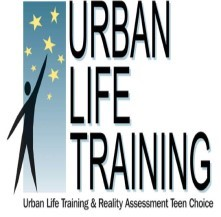 URBAN
LIFE
TRAINING
Urban Life Training & Reality Assessment Teen Choice